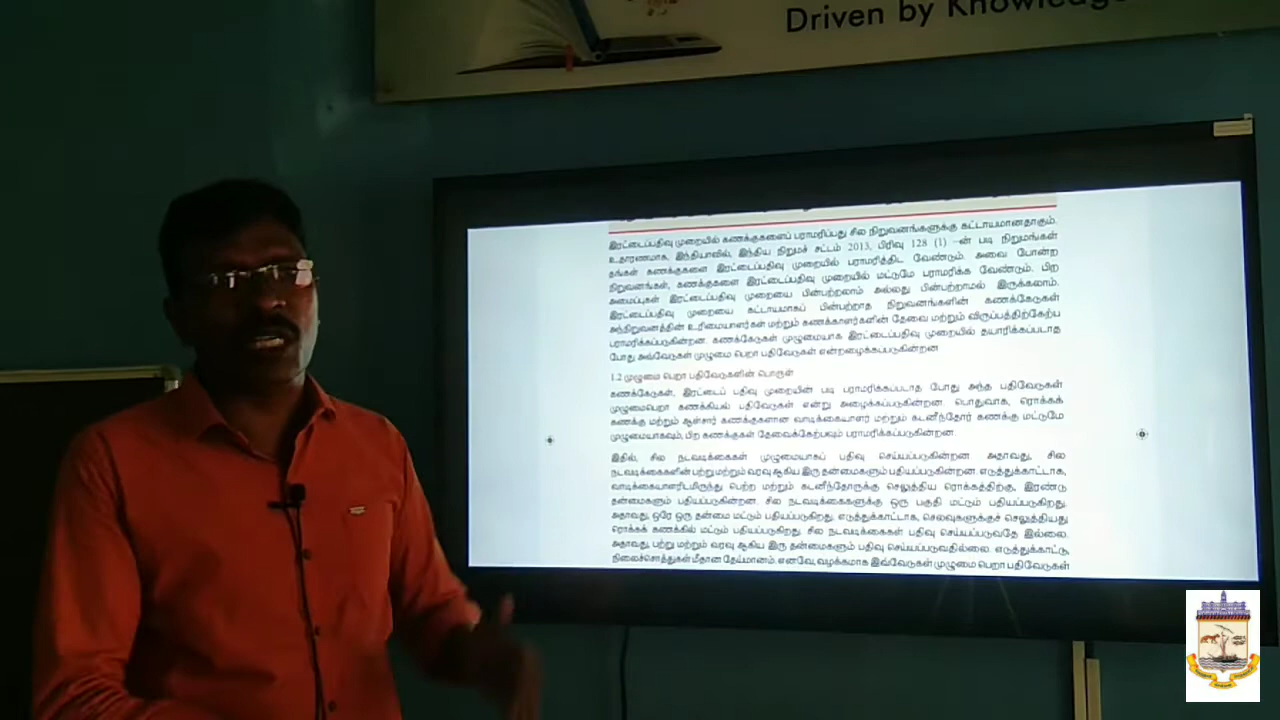 Driven by Knowledge
இரட்டைப்பதிவு முறையில் கணக்குகளைப் பராமரிப்பது சில நிறுவனங்களுக்கு கட்டாயமானதாகும்.
உதாரணமாக, இந்தியாவில், இந்திய நிறுமச் சட்டம் 2013, பிரிவு 128 (1) –ன் படி நிறுமங்கள்
தங்கள் கணக்குகளை இரட்டைப்பதிவு முறையில் பராமரித்திட வேண்டும். அவை போன்ற
நிறுவனங்கள், கணக்குகளை இரட்டைப்பதிவு முறையில் மட்டுமே பராமரிக்க வேண்டும். பிற
அமைப்புகள் இரட்டைப்பதிவு முறையை பின்பற்றலாம் அல்லது பின்பற்றாமல் இருக்கலாம்.
இரட்டைப்பதிவு முறையை கட்டாயமாகப் பின்பற்றாத நிறுவனங்களின் கணக்கேடுகள்
அந்நிறுவனத்தின் உரிமையாளர்கள் மற்றும் கணக்காளர்களின் தேவை மற்றும் விருப்பத்திற்கேற்ப
பராமரிக்கப்படுகின்றன. கணக்கேடுகள் முழுமையாக இரட்டைப்பதிவு முறையில் தயாரிக்கப்படாத
போது அவ்வேடுகள் முழுமை பெறா பதிவேடுகள் என்றழைக்கப்படுகின்றன
1.2 முழுமை பெறா பதிவேடுகளின் பொருள்
கணக்கேடுகள், இரட்டைப் பதிவு முறையின் படி பராமரிக்கப்படாத போது அந்த பதிவேடுகள்
முழுமைபெறா கணக்கியல் பதிவேடுகள் என்று அழைக்கப்படுகின்றன. பொதுவாக, ரொக்கக்
கணக்கு மற்றும் ஆள்சார் கணக்குகளான வாடிக்கையாளர் மற்றும் கடனீந்தோர் கணக்கு மட்டுமே
முழுமையாகவும், பிற கணக்குகள் தேவைக்கேற்பவும் பராமரிக்கப்படுகின்றன.
இதில், சில நடவடிக்கைகள் முழுமையாகப் பதிவு செய்யப்படுகின்றன. அதாவது, சில
நடவடிக்கைகளின் பற்று மற்றும் வரவு ஆகிய இரு தன்மைகளும் பதியப்படுகின்றன. எடுத்துக்காட்டாக,
வாடிக்கையாளரிடமிருந்து பெற்ற மற்றும் கடனீந்தோருக்கு செலுத்திய ரொக்கத்திற்கு, இரண்டு
தன்மைகளும் பதியப்படுகின்றன. சில நடவடிக்கைகளுக்கு ஒரு பகுதி மட்டும் பதியப்படுகிறது.
அதாவது, ஒரே ஒரு தன்மை மட்டும் பதியப்படுகிறது. எடுத்துக்காட்டாக, செலவுகளுக்குச் செலுத்தியது
ரொக்கக் கணக்கில் மட்டும் பதியப்படுகிறது. சில நடவடிக்கைகள் பதிவு செய்யப்படுவதே இல்லை.
அதாவது, பற்று மற்றும் வரவு ஆகிய இரு தன்மைகளும் பதிவு செய்யப்படுவதில்லை. எடுத்துக்காட்டு,
நிலைச்சொத்துகள் மீதான தேய்மானம். எனவே, வழக்கமாக இவ்வேடுகள் முழுமை பெறா பதிவேடுகள்